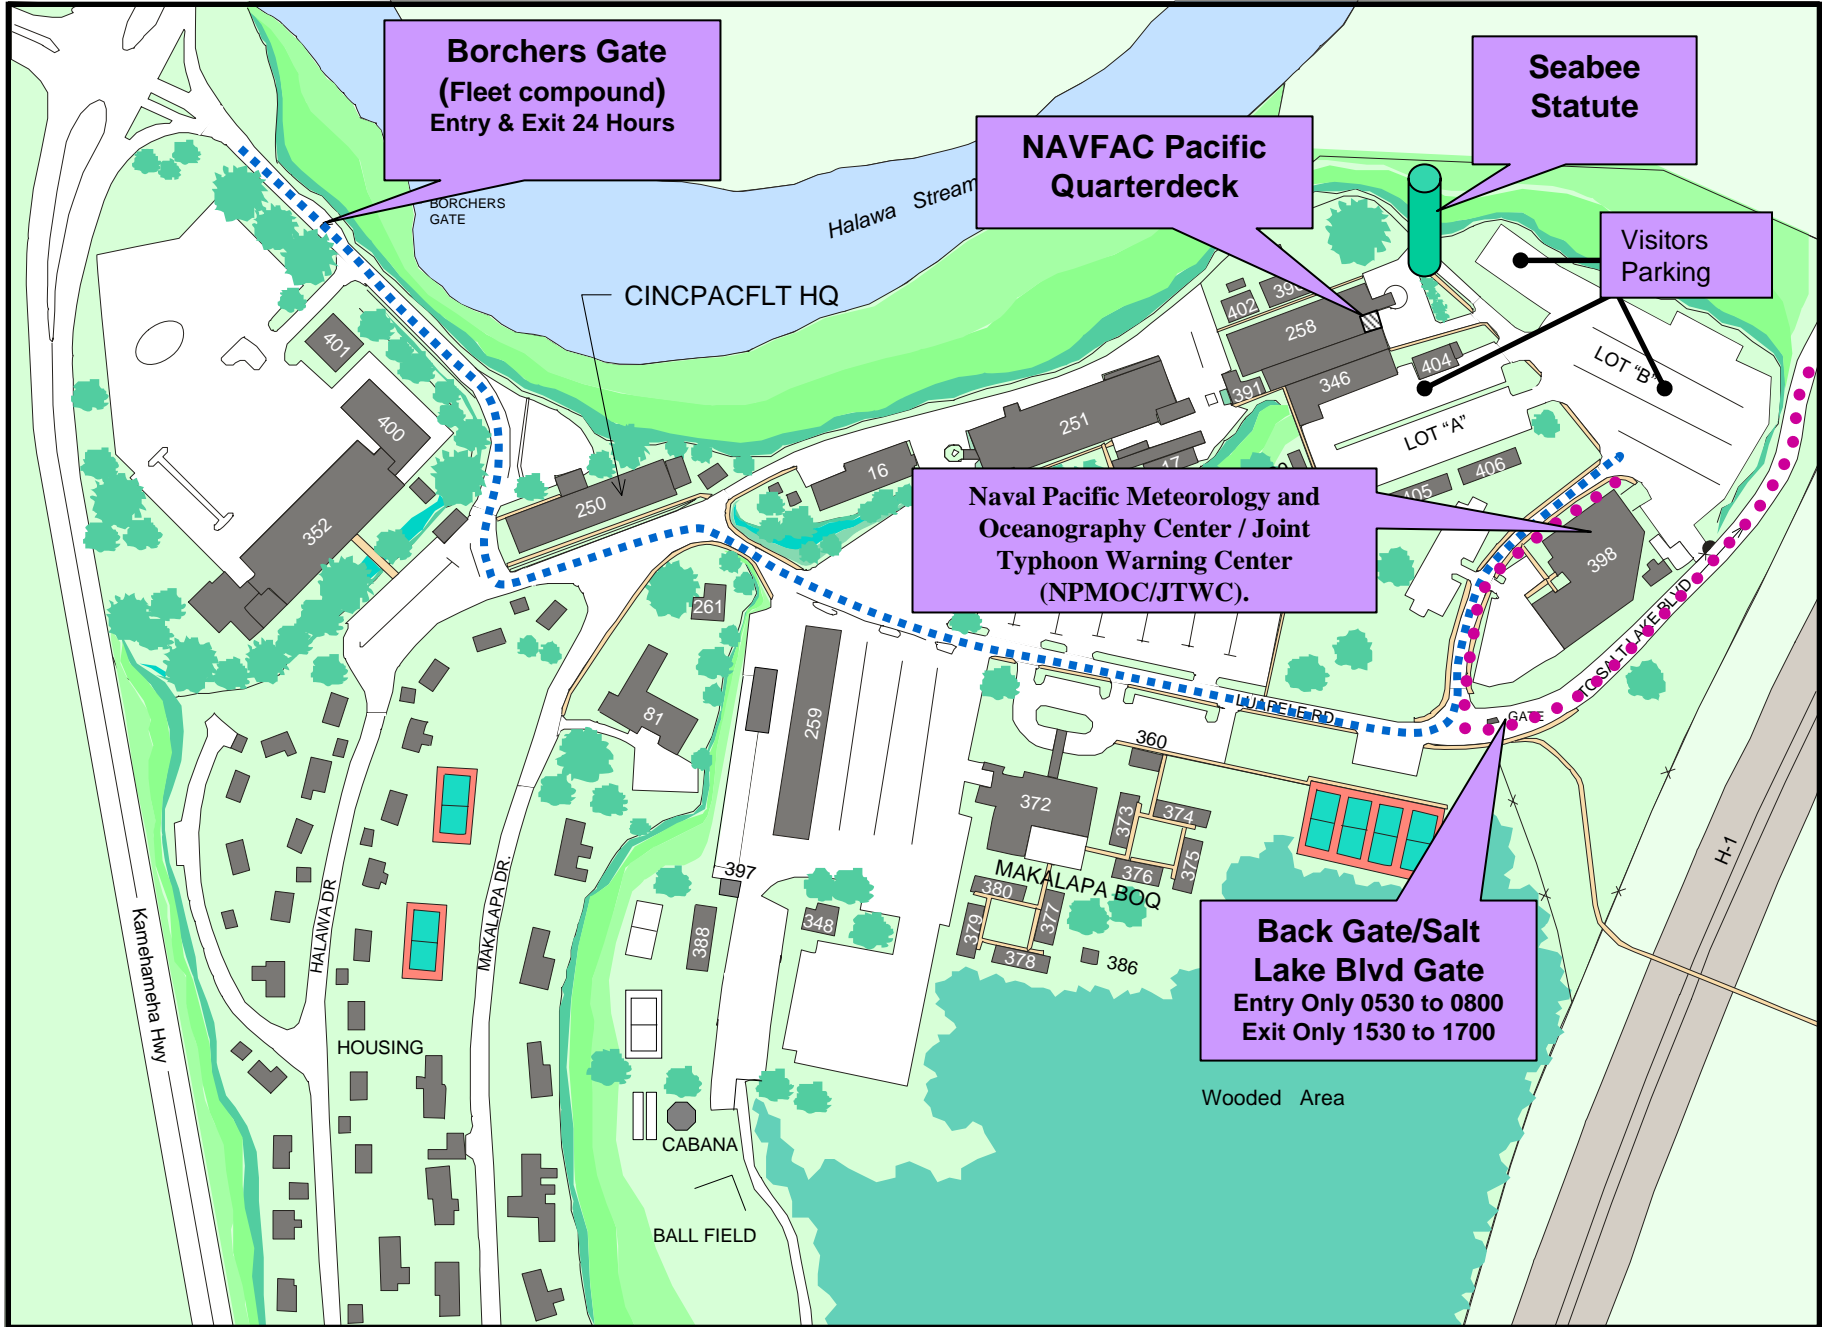 Borchers Gate
(Fleet compound)
Entry & Exit 24 Hours
BORCHERS
GATE
Seabee
Statute
NAVFAC Pacific
Quarterdeck
Halawa Stream
Visitors
Parking
CINCPACFLT HQ
402
258
404
346
391
LOT "B"
LOT "A"
401
400
352
250
16
251
17
406
405
398
Naval Pacific Meteorology and
Oceanography Center / Joint
Typhoon Warning Center
(NPMOC/JTWC).
TO SALT LAKE BLVD
GATE
LUAPELE RD
261
81
259
360
372
373
374
375
376
MAKALAPA BOQ
380
377
379
378
386
397
388
348
H-1
Back Gate/Salt
Lake Blvd Gate
Entry Only 0530 to 0800
Exit Only 1530 to 1700
Kamehameha Hwy
HALAWA DR
MAKALAPA DR.
HOUSING
CABANA
BALL FIELD
Wooded Area